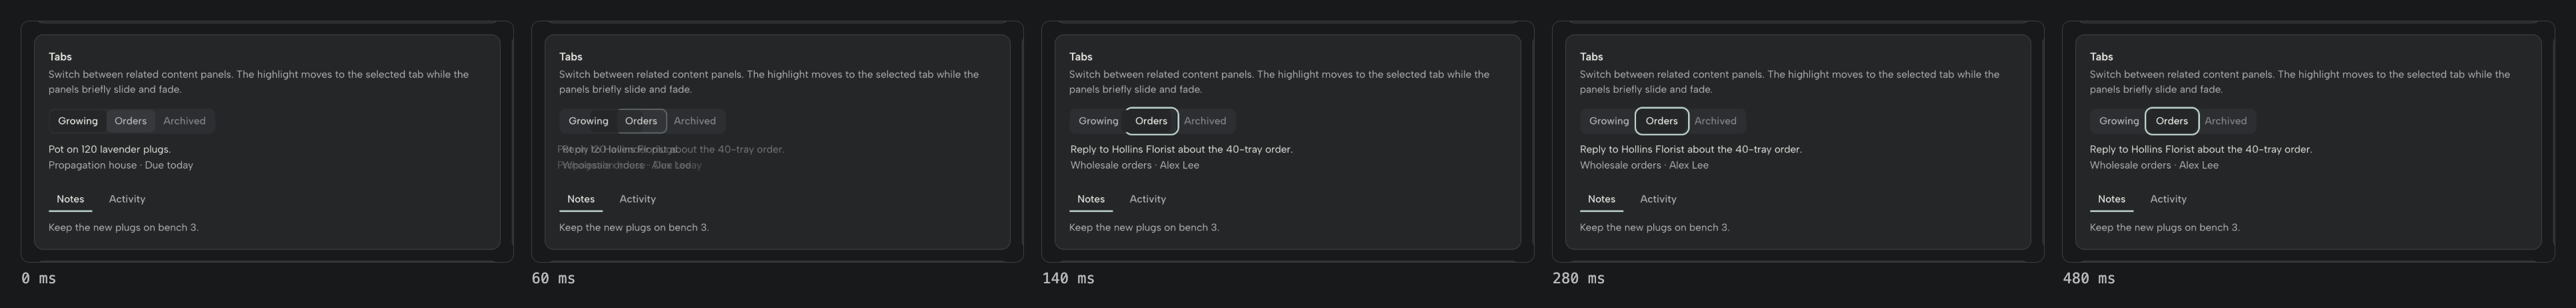 Tabs
Switch between related content panels. The highlight moves to the selected tab while the
panels briefly slide and fade.
Growing Orders Archived
Pot on 120 lavender plugs.
Propagation house · Due today
Notes Activity
Keep the new plugs on bench 3.
0 ms
Tabs
Switch between related content panels. The highlight moves to the selected tab while the
panels briefly slide and fade.
Growing Orders Archived
about the 40-tray order.
Notes Activity
Keep the new plugs on bench 3.
60 ms
Tabs
Switch between related content panels. The highlight moves to the selected tab while the
panels briefly slide and fade.
Growing Orders Archived
Reply to Hollins Florist about the 40-tray order.
Wholesale orders · Alex Lee
Notes Activity
Keep the new plugs on bench 3.
140 ms
Tabs
Switch between related content panels. The highlight moves to the selected tab while the
panels briefly slide and fade.
Growing Orders Archived
Reply to Hollins Florist about the 40-tray order.
Wholesale orders · Alex Lee
Notes Activity
Keep the new plugs on bench 3.
280 ms
Tabs
Switch between related content panels. The highlight moves to the selected tab while the
panels briefly slide and fade.
Growing Orders Archived
Reply to Hollins Florist about the 40-tray order.
Wholesale orders · Alex Lee
Notes Activity
Keep the new plugs on bench 3.
480 ms